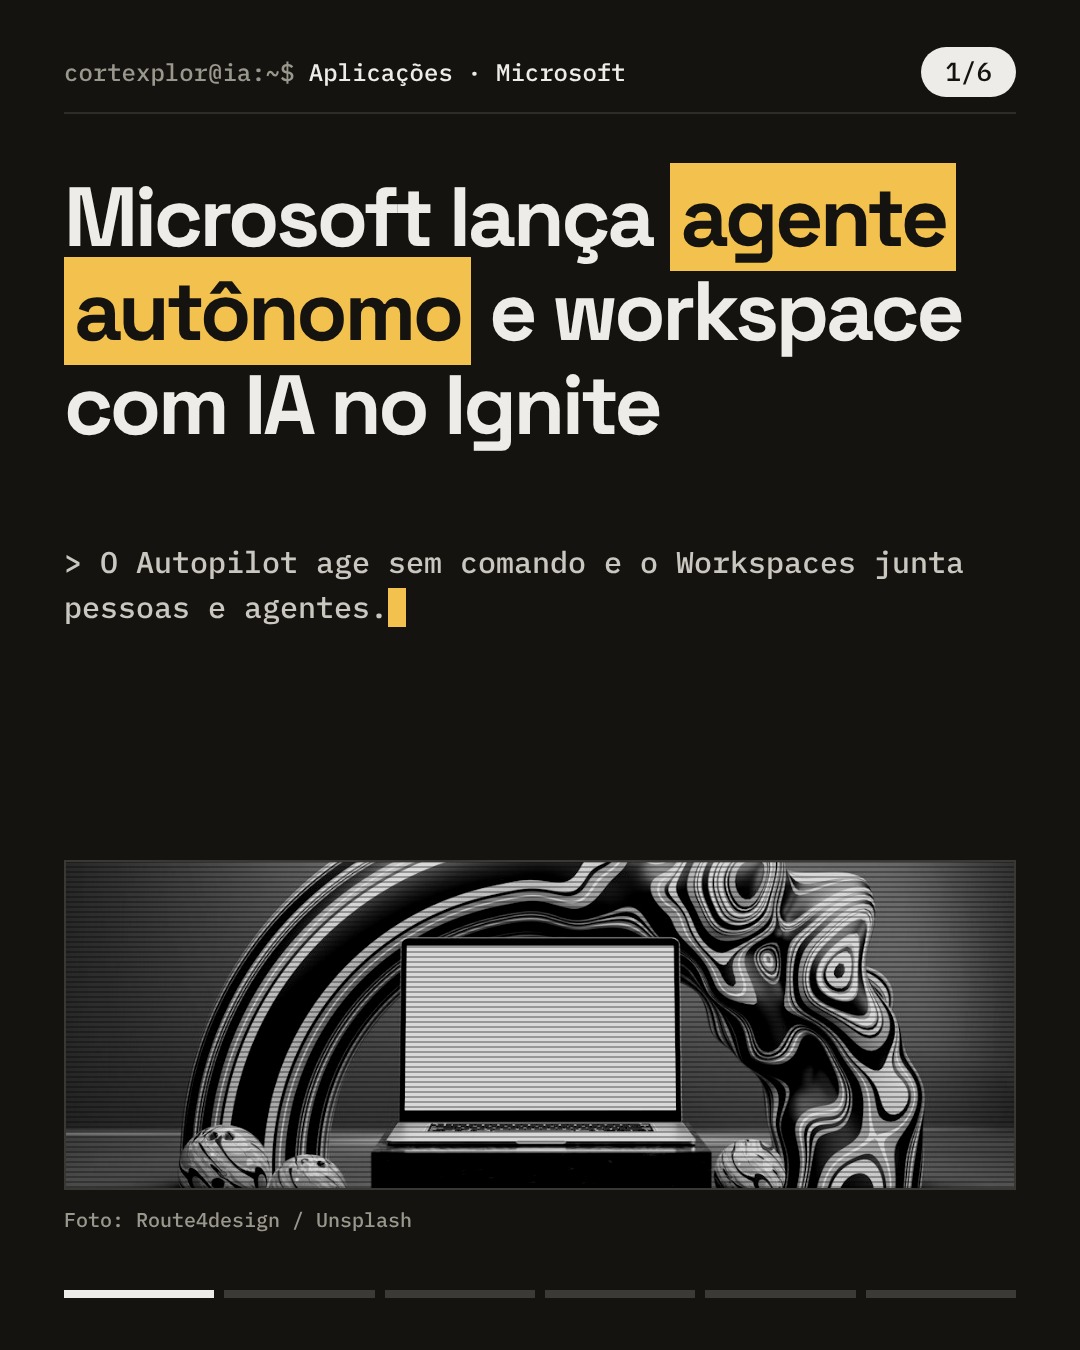 cortexplor@ia:~$ Aplicações · Microsoft
1/6
Microsoft lança agente
autônomo e workspace
com IA no Ignite
> O Autopilot age sem comando e o Workspaces junta
pessoas e agentes.
Foto: Route4design / Unsplash